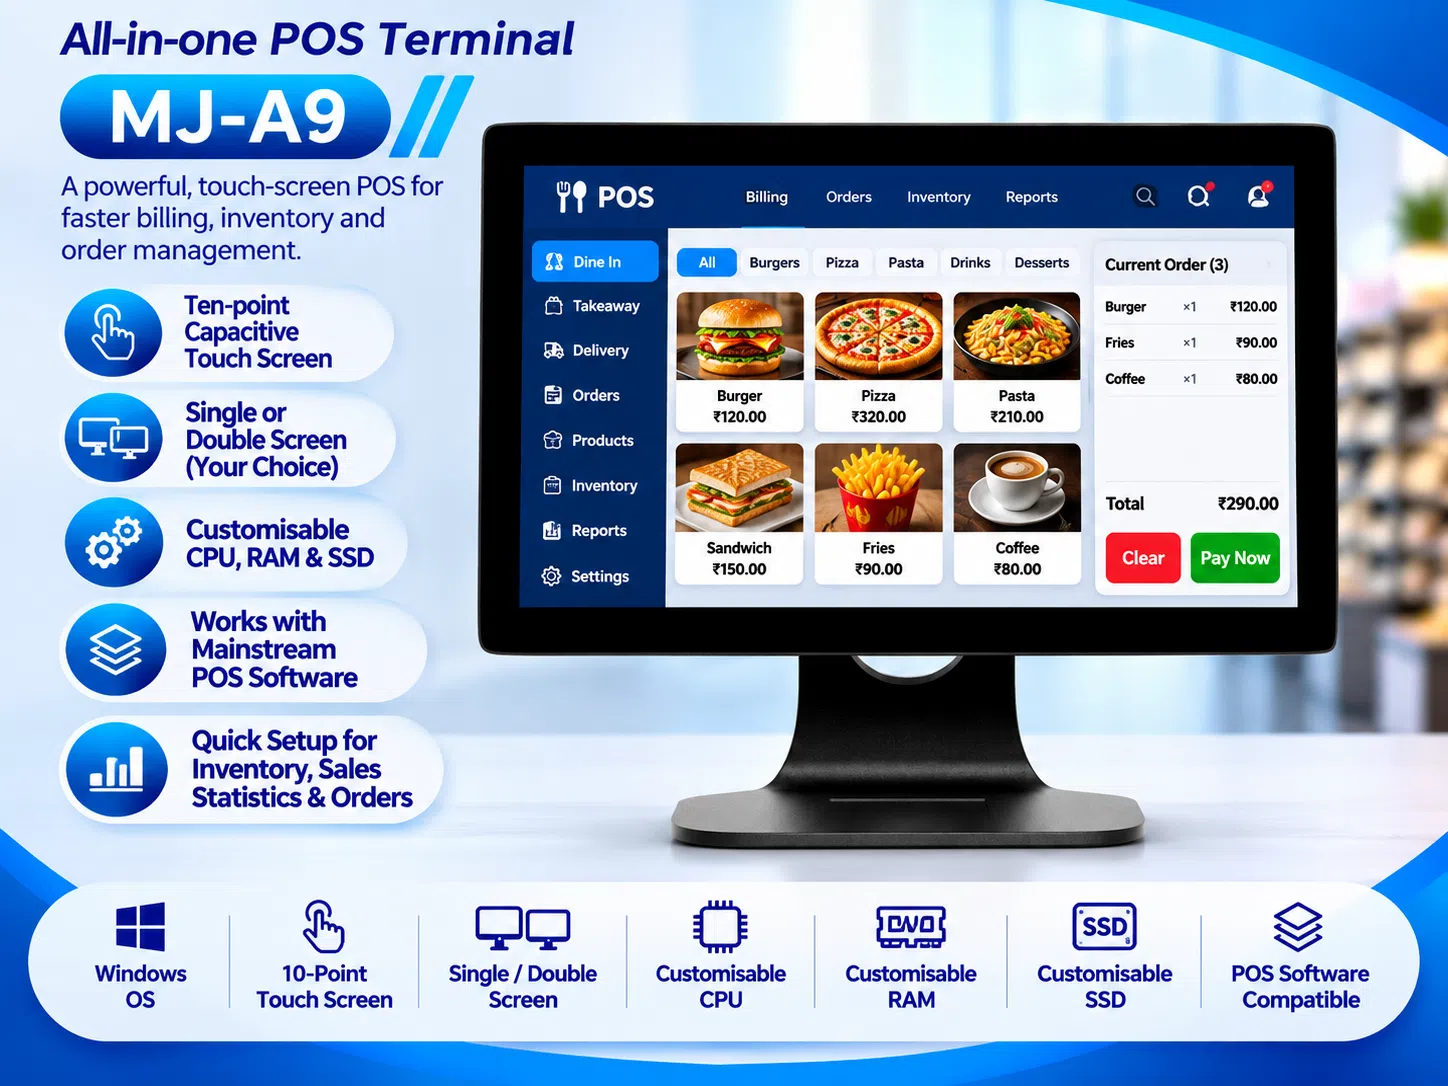 All-in-one POS Terminal
MJ-A9
A powerful, touch-screen POS for
faster billing, inventory and
order management.
Ten-point
Capacitive
Touch Screen
Single or
Double Screen
(Your Choice)
Customisable
CPU, RAM & SSD
Works with
Mainstream
POS Software
Quick Setup for
Inventory, Sales
Statistics & Orders
POS
Billing
Orders
Inventory
Reports
Dine In
Takeaway
Delivery
Orders
Products
Inventory
Reports
Settings
All
Burgers
Pizza
Pasta
Drinks
Desserts
Burger
₹120.00
Pizza
₹320.00
Pasta
₹210.00
Sandwich
₹150.00
Fries
₹90.00
Coffee
₹80.00
Current Order (3)
Burger ×1 ₹120.00
Fries ×1 ₹90.00
Coffee ×1 ₹80.00
Total ₹290.00
Clear
Pay Now
Windows
OS
10-Point
Touch Screen
Single / Double
Screen
Customisable
CPU
Customisable
RAM
SSD
Customisable
SSD
POS Software
Compatible